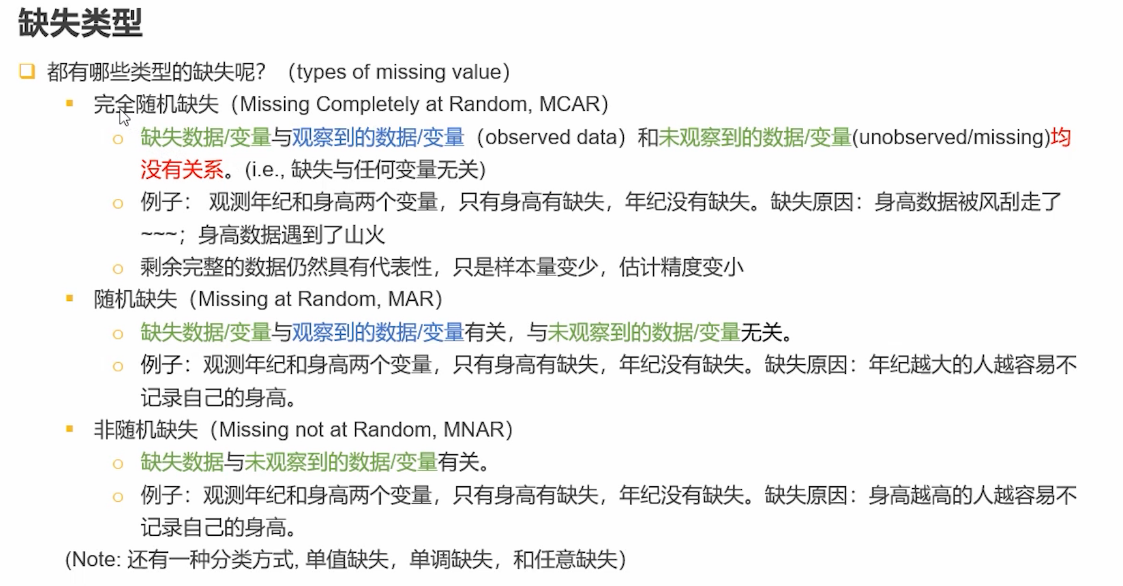 缺失类型
都有哪些类型的缺失呢？（types of missing value）
完全随机缺失（Missing Completely at Random, MCAR）
缺失数据/变量与观察到的数据/变量（observed data）和未观察到的数据/变量(unobserved/missing)均
没有关系。(i.e., 缺失与任何变量无关)
例子： 观测年纪和身高两个变量，只有身高有缺失，年纪没有缺失。缺失原因：身高数据被风刮走了
~~~；身高数据遇到了山火
剩余完整的数据仍然具有代表性，只是样本量变少，估计精度变小
随机缺失（Missing at Random, MAR）
缺失数据/变量与观察到的数据/变量有关，与未观察到的数据/变量无关。
例子：观测年纪和身高两个变量，只有身高有缺失，年纪没有缺失。缺失原因：年纪越大的人越容易不
记录自己的身高。
非随机缺失（Missing not at Random, MNAR）
缺失数据与未观察到的数据/变量有关。
例子：观测年纪和身高两个变量，只有身高有缺失，年纪没有缺失。缺失原因：身高越高的人越容易不
记录自己的身高。
(Note: 还有一种分类方式, 单值缺失，单调缺失，和任意缺失）